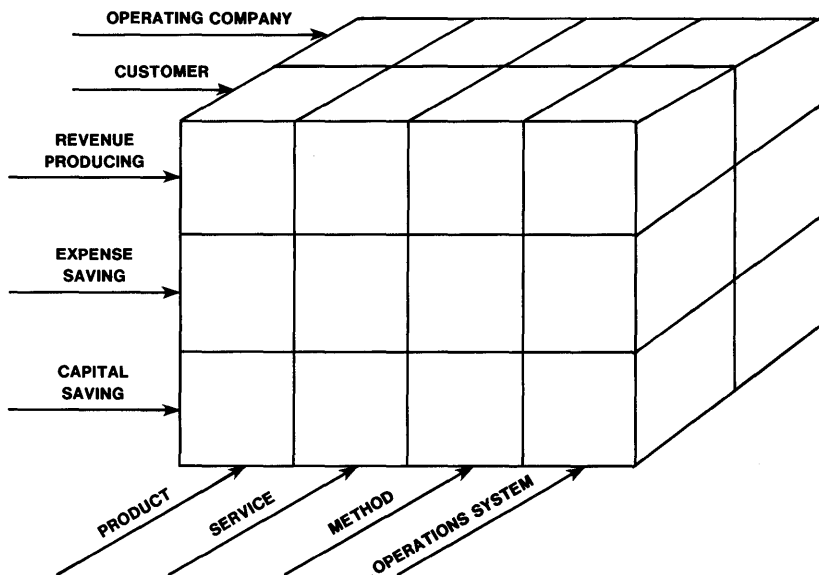 OPERATING COMPANY
CUSTOMER
REVENUE
PRODUCING
EXPENSE
SAVING
CAPITAL
SAVING
PRODUCT
SERVICE
METHOD
OPERATIONS SYSTEM